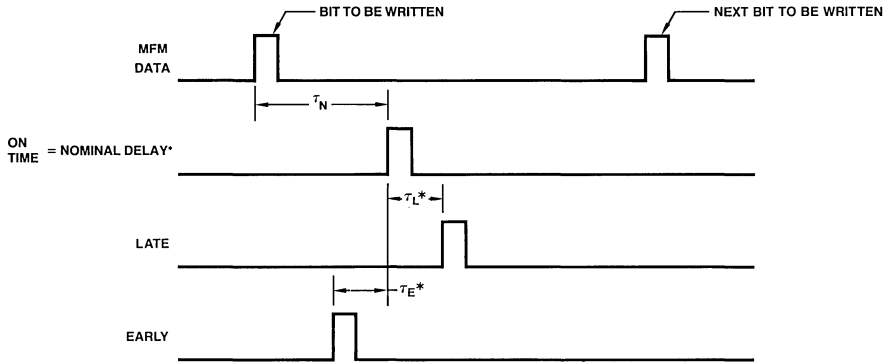 BIT TO BE WRITTEN
NEXT BIT TO BE WRITTEN
MFM
DATA
τN
ON
TIME = NOMINAL DELAY*
τL*
LATE
τE*
EARLY